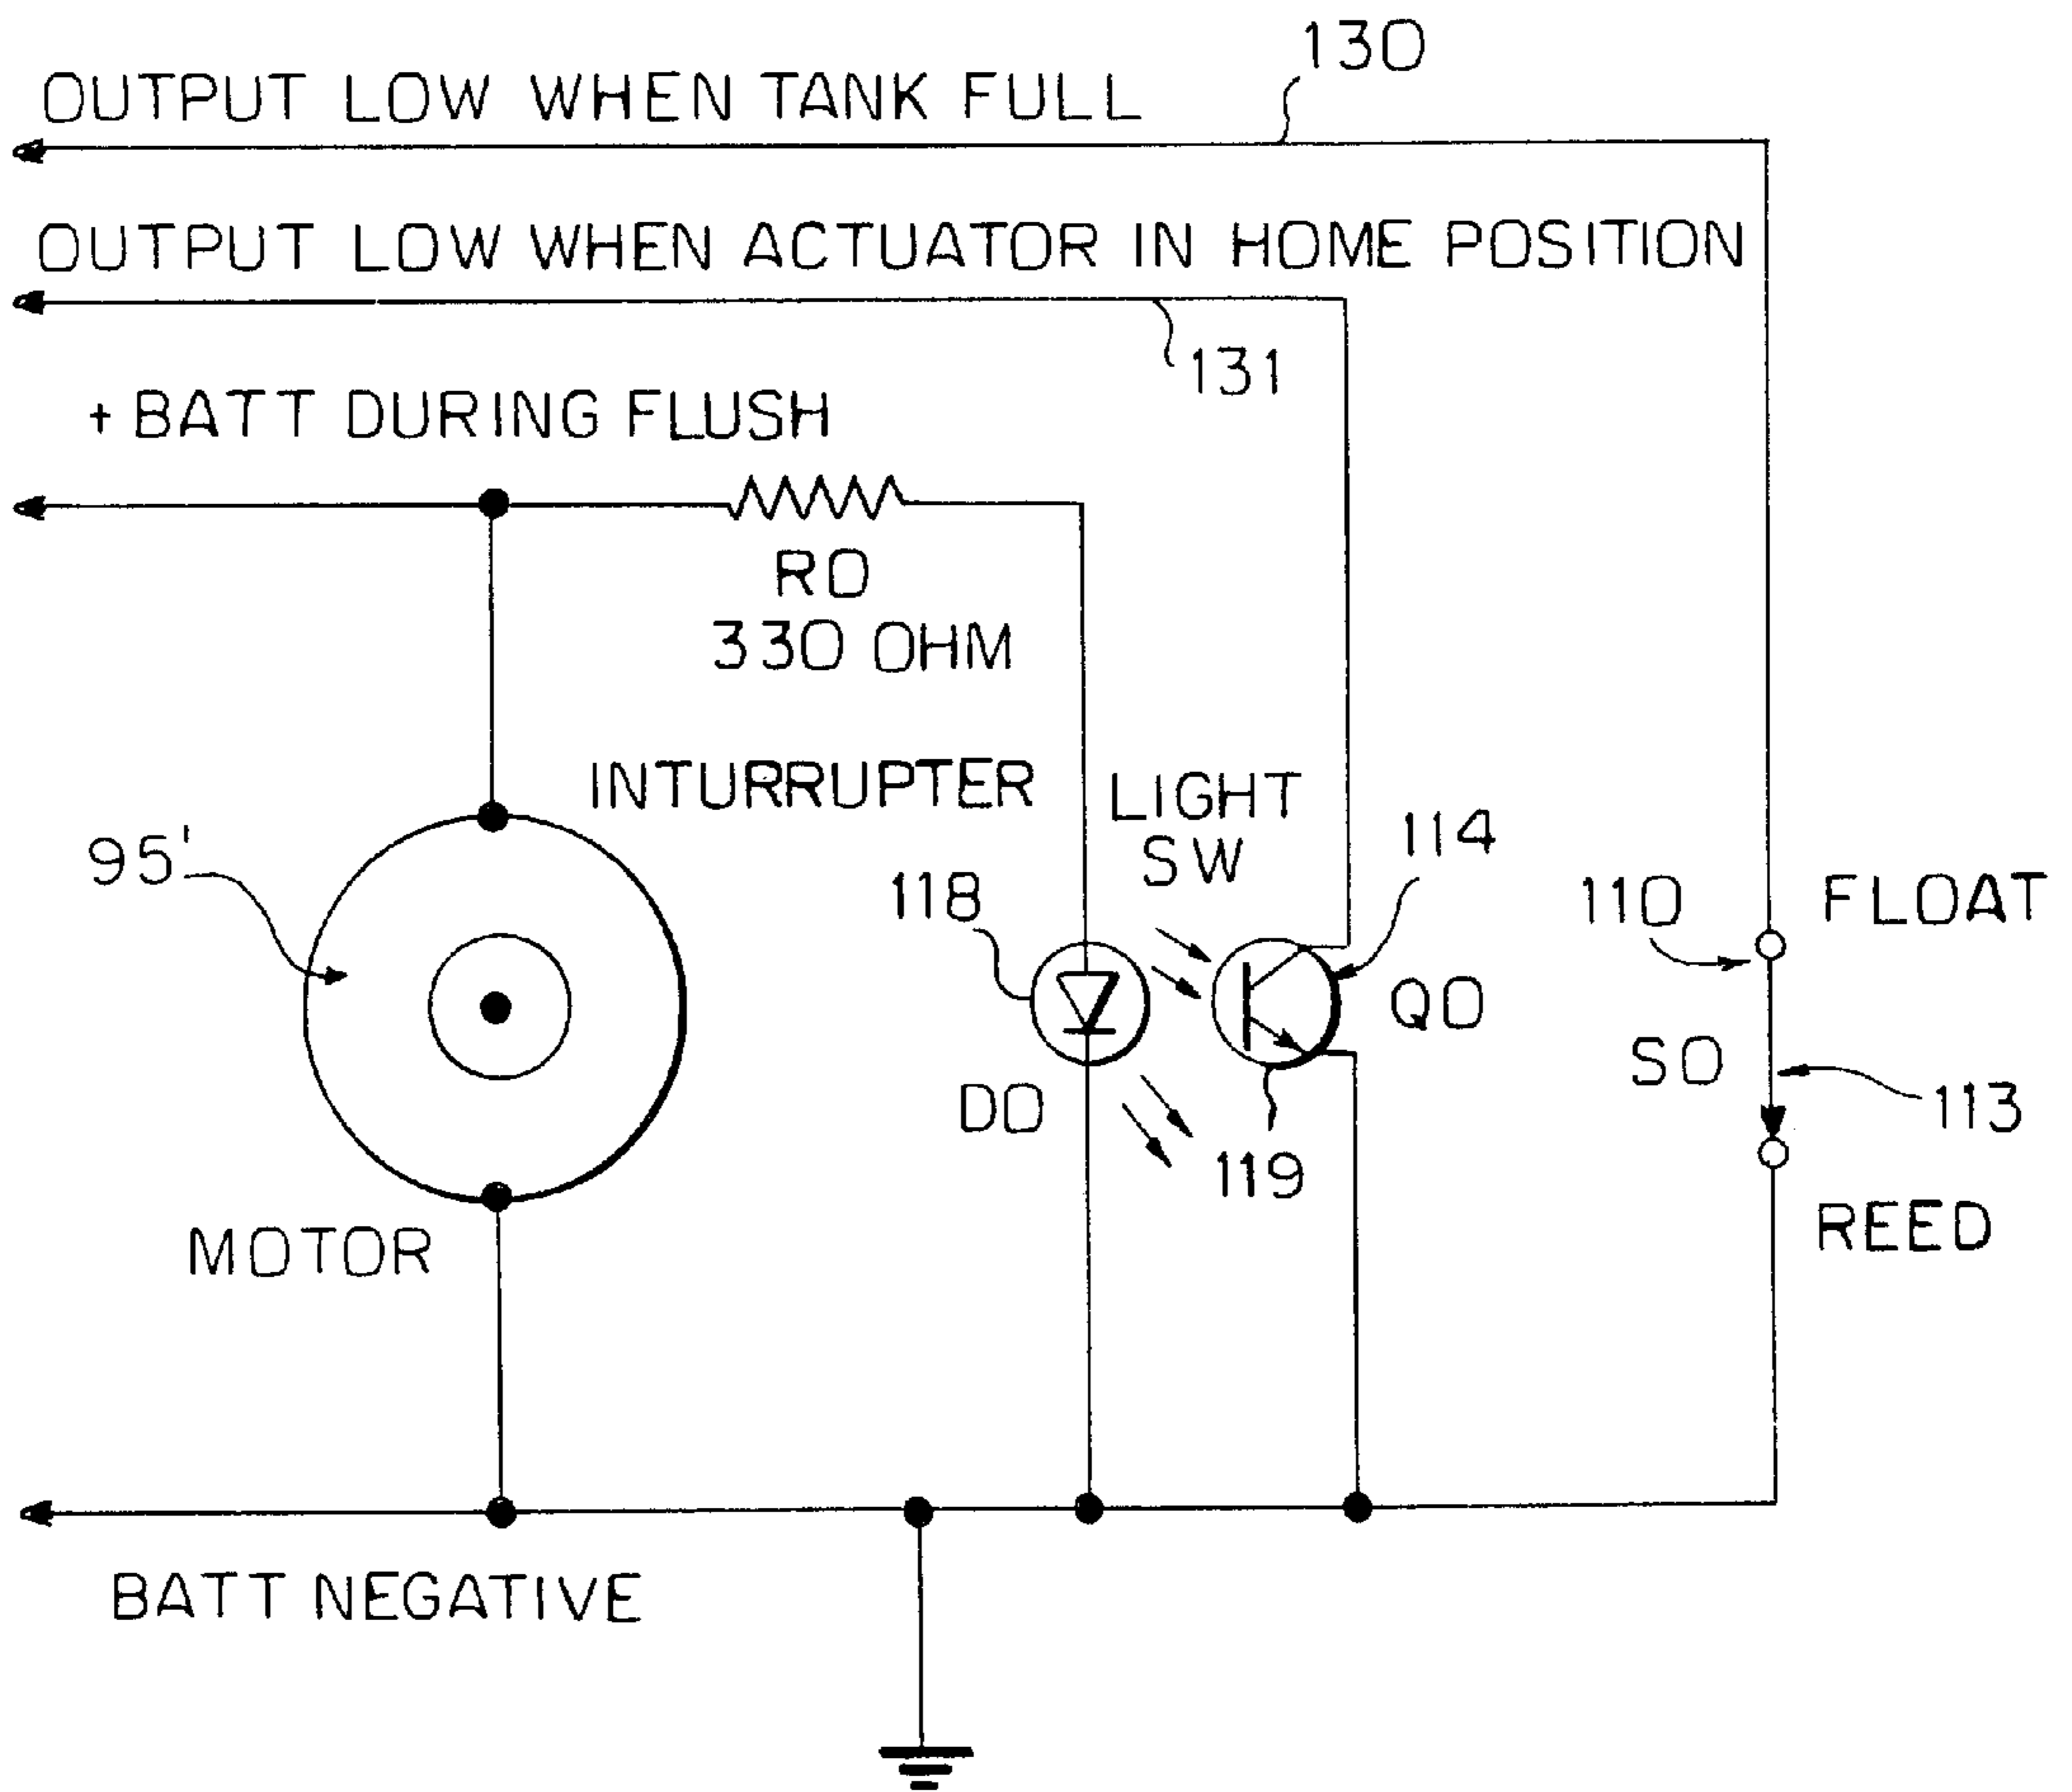 130
OUTPUT LOW WHEN TANK FULL
OUTPUT LOW WHEN ACTUATOR IN HOME POSITION
131
+BATT DURING FLUSH
RO
330 OHM
INTURRUPTER
LIGHT
SW
95'
118
114
110
FLOAT
QO
SO
DO
113
119
REED
MOTOR
BATT NEGATIVE